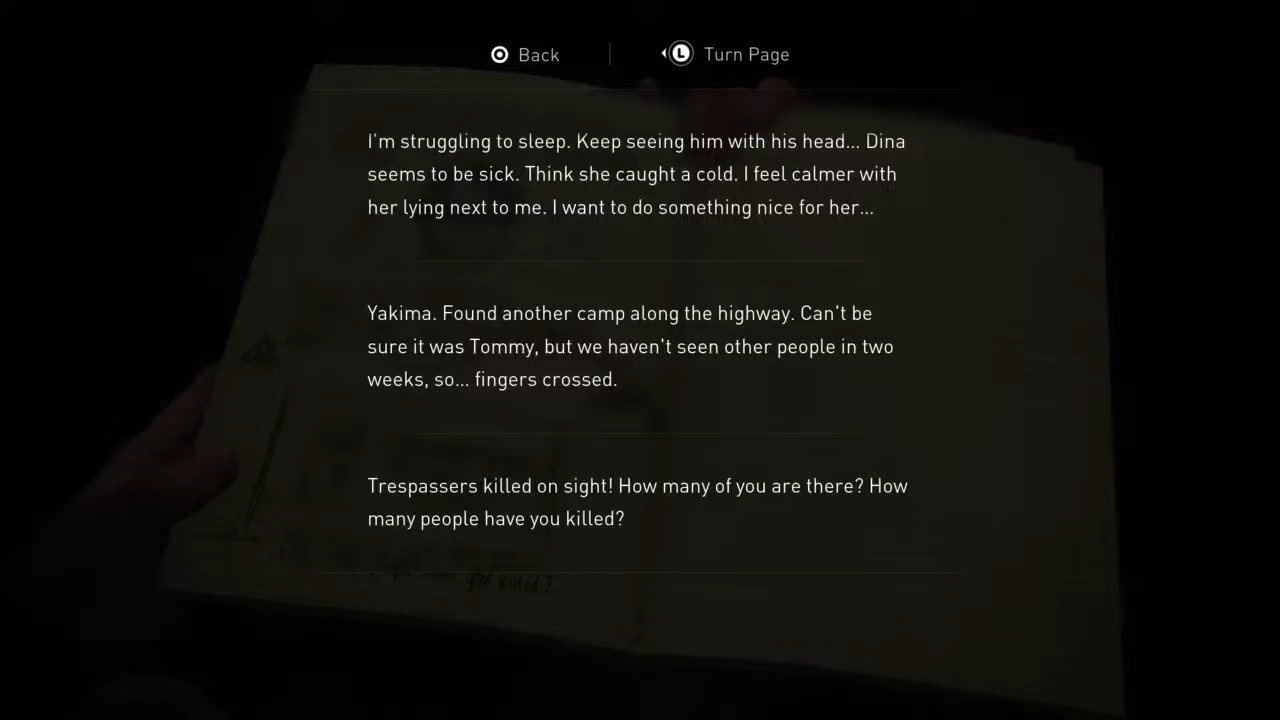 Back
L Turn Page
I'm struggling to sleep. Keep seeing him with his head... Dina
seems to be sick. Think she caught a cold. I feel calmer with
her lying next to me. I want to do something nice for her...
Yakima. Found another camp along the highway. Can't be
sure it was Tommy, but we haven't seen other people in two
weeks, so... fingers crossed.
Trespassers killed on sight! How many of you are there? How
many people have you killed?
you killed?